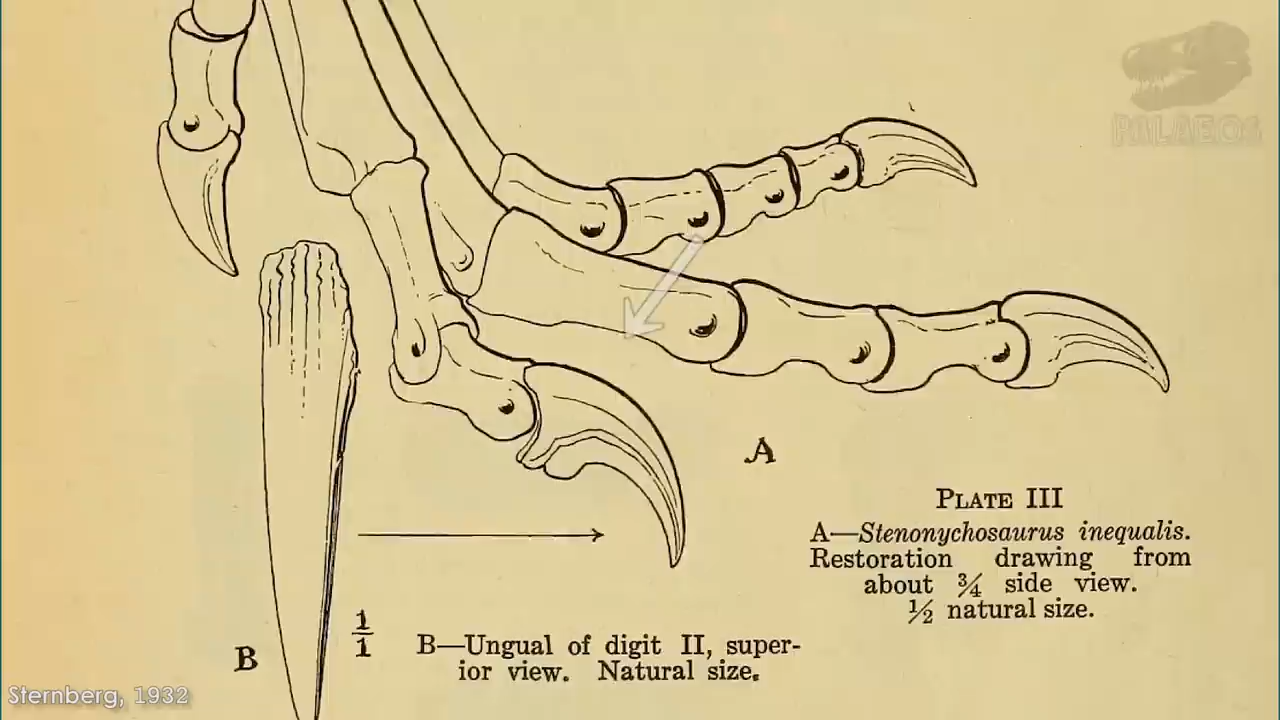 PALAEOS
A
PLATE III
A—Stenonychosaurus inequalis.
Restoration drawing from
about ¾ side view.
½ natural size.
1/1
B—Ungual of digit II, super-
ior view. Natural size.
B
Sternberg, 1932